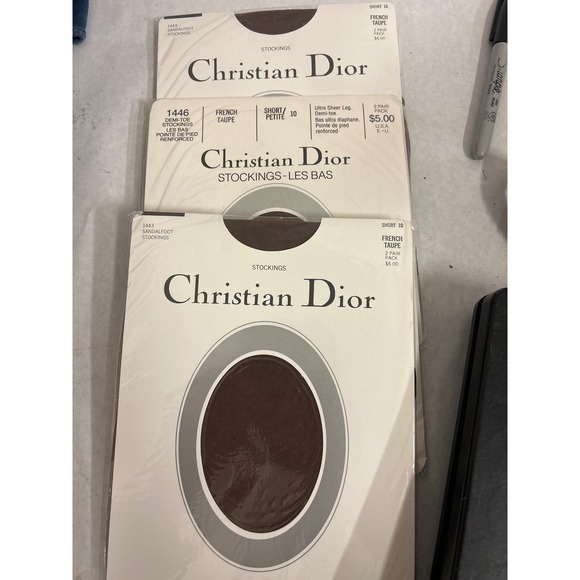 1443
SANDALFOOT
STOCKINGS
SHORT 10
FRENCH
TAUPE
2 PAIR
PACK
$5.00
STOCKINGS
Christian Dior
1446
DEMI-TOE
STOCKINGS
LES BAS
POINTE DE PIED
RENFORCED
FRENCH
TAUPE
SHORT/
PETITE
10
Ultra Sheer Leg.
Demi-toe.
Bas ultra diaphane.
Pointe de pied
renforced
2 PAIR
PACK
$5.00
U.S.A.
E.-U.
Christian Dior
STOCKINGS-LES BAS
1443
SANDALFOOT
STOCKINGS
SHORT 10
FRENCH
TAUPE
2 PAIR
PACK
$6.00
STOCKINGS
Christian Dior
Sharpie